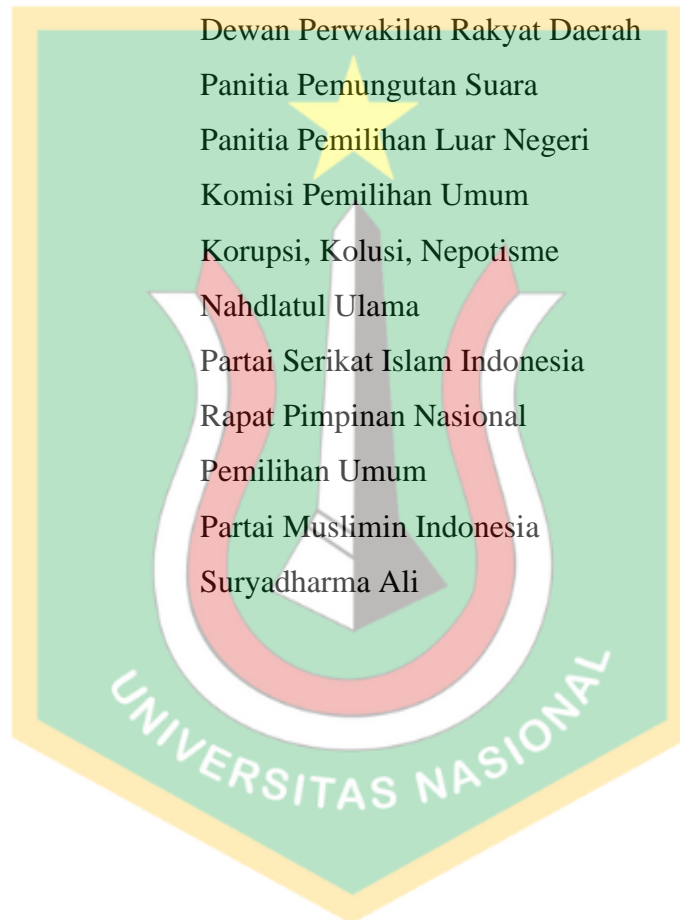 Dewan Perwakilan Rakyat Daerah
Panitia Pemungutan Suara
Panitia Pemilihan Luar Negeri
Komisi Pemilihan Umum
Korupsi, Kolusi, Nepotisme
Nahdlatul Ulama
Partai Serikat Islam Indonesia
Rapat Pimpinan Nasional
Pemilihan Umum
Partai Muslimin Indonesia
Suryadharma Ali
UNIVERSITAS NASIONAL